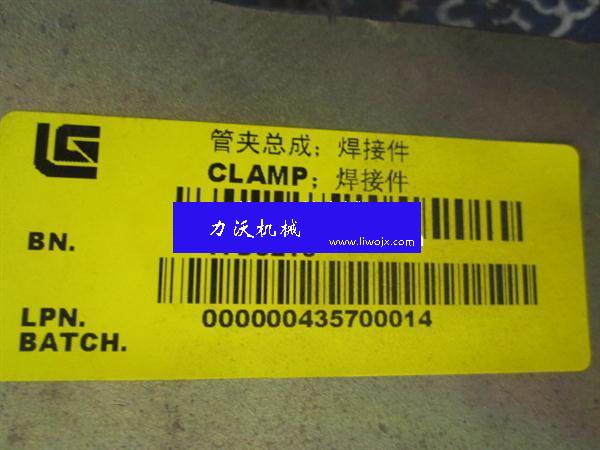 管夹总成；焊接件
CLAMP；焊接件
力沃机械
www.liwojx.com
BN.
LPN.
000000435700014
BATCH.